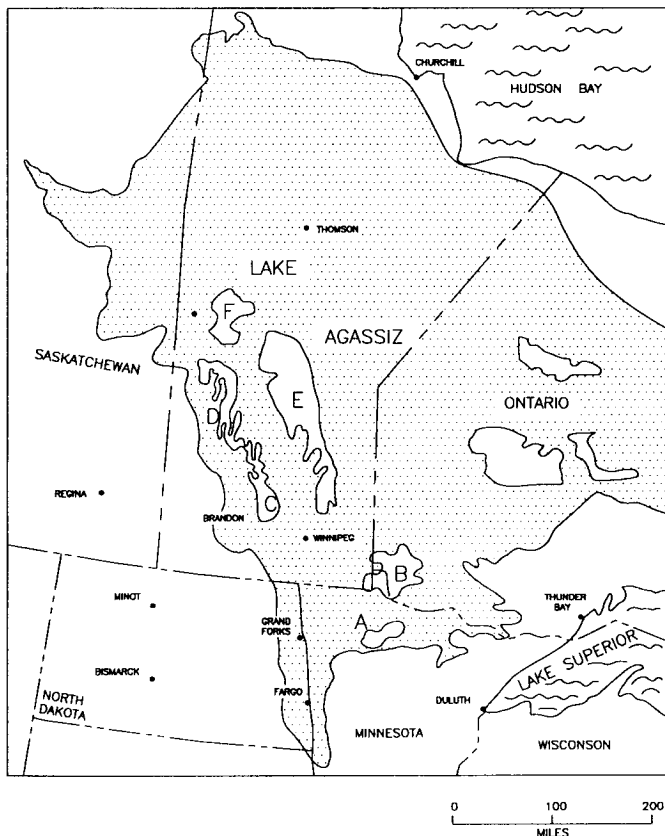 CHURCHILL
HUDSON BAY
THOMSON
LAKE
F
AGASSIZ
SASKATCHEWAN
E
ONTARIO
D
REGINA
C
BRANDON
WINNIPEG
B
MINOT
THUNDER
BAY
A
GRAND
FORKS
LAKE SUPERIOR
BISMARCK
NORTH
DAKOTA
FARGO
DULUTH
MINNESOTA
WISCONSIN
0 100 200
MILES